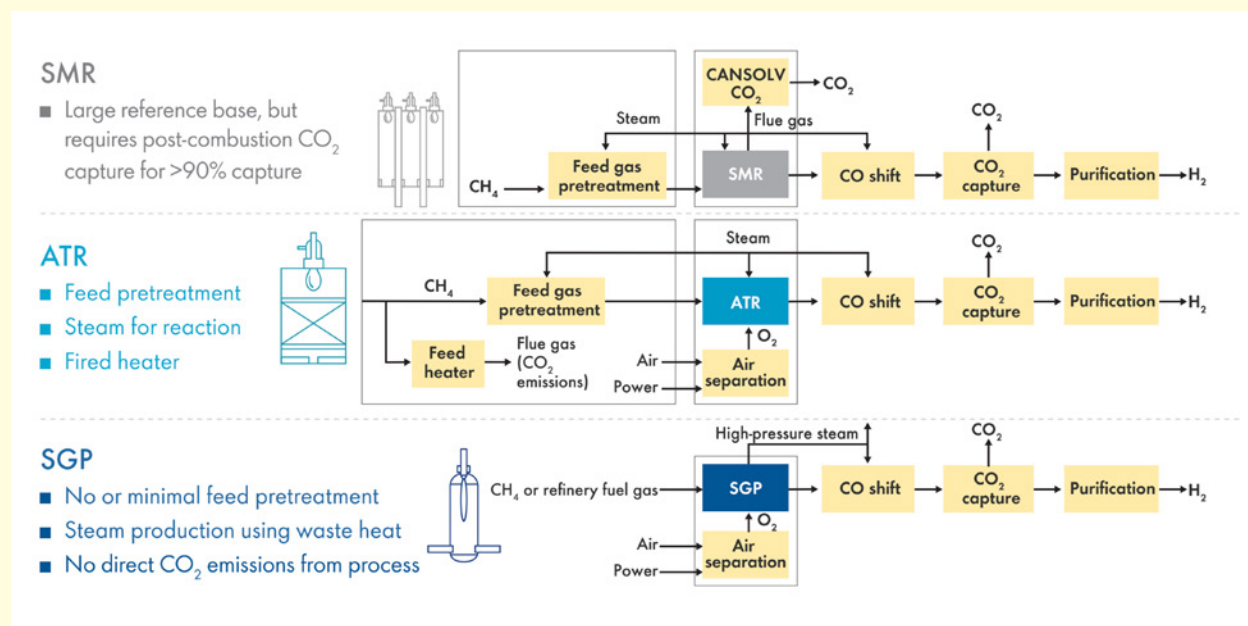 SMR
■ Large reference base, but
requires post-combustion CO₂
capture for >90% capture
CANSOLV
CO₂
CO₂
Steam
Flue gas
CH₄
Feed gas
pretreatment
SMR
CO shift
CO₂
CO₂
capture
Purification
H₂
ATR
■ Feed pretreatment
■ Steam for reaction
■ Fired heater
Steam
CH₄
Feed gas
pretreatment
ATR
CO shift
CO₂
CO₂
capture
Purification
H₂
Feed
heater
Flue gas
(CO₂
emissions)
O₂
Air
Power
Air
separation
SGP
■ No or minimal feed pretreatment
■ Steam production using waste heat
■ No direct CO₂ emissions from process
High-pressure steam
CH₄ or refinery fuel gas
SGP
CO shift
CO₂
CO₂
capture
Purification
H₂
O₂
Air
Power
Air
separation